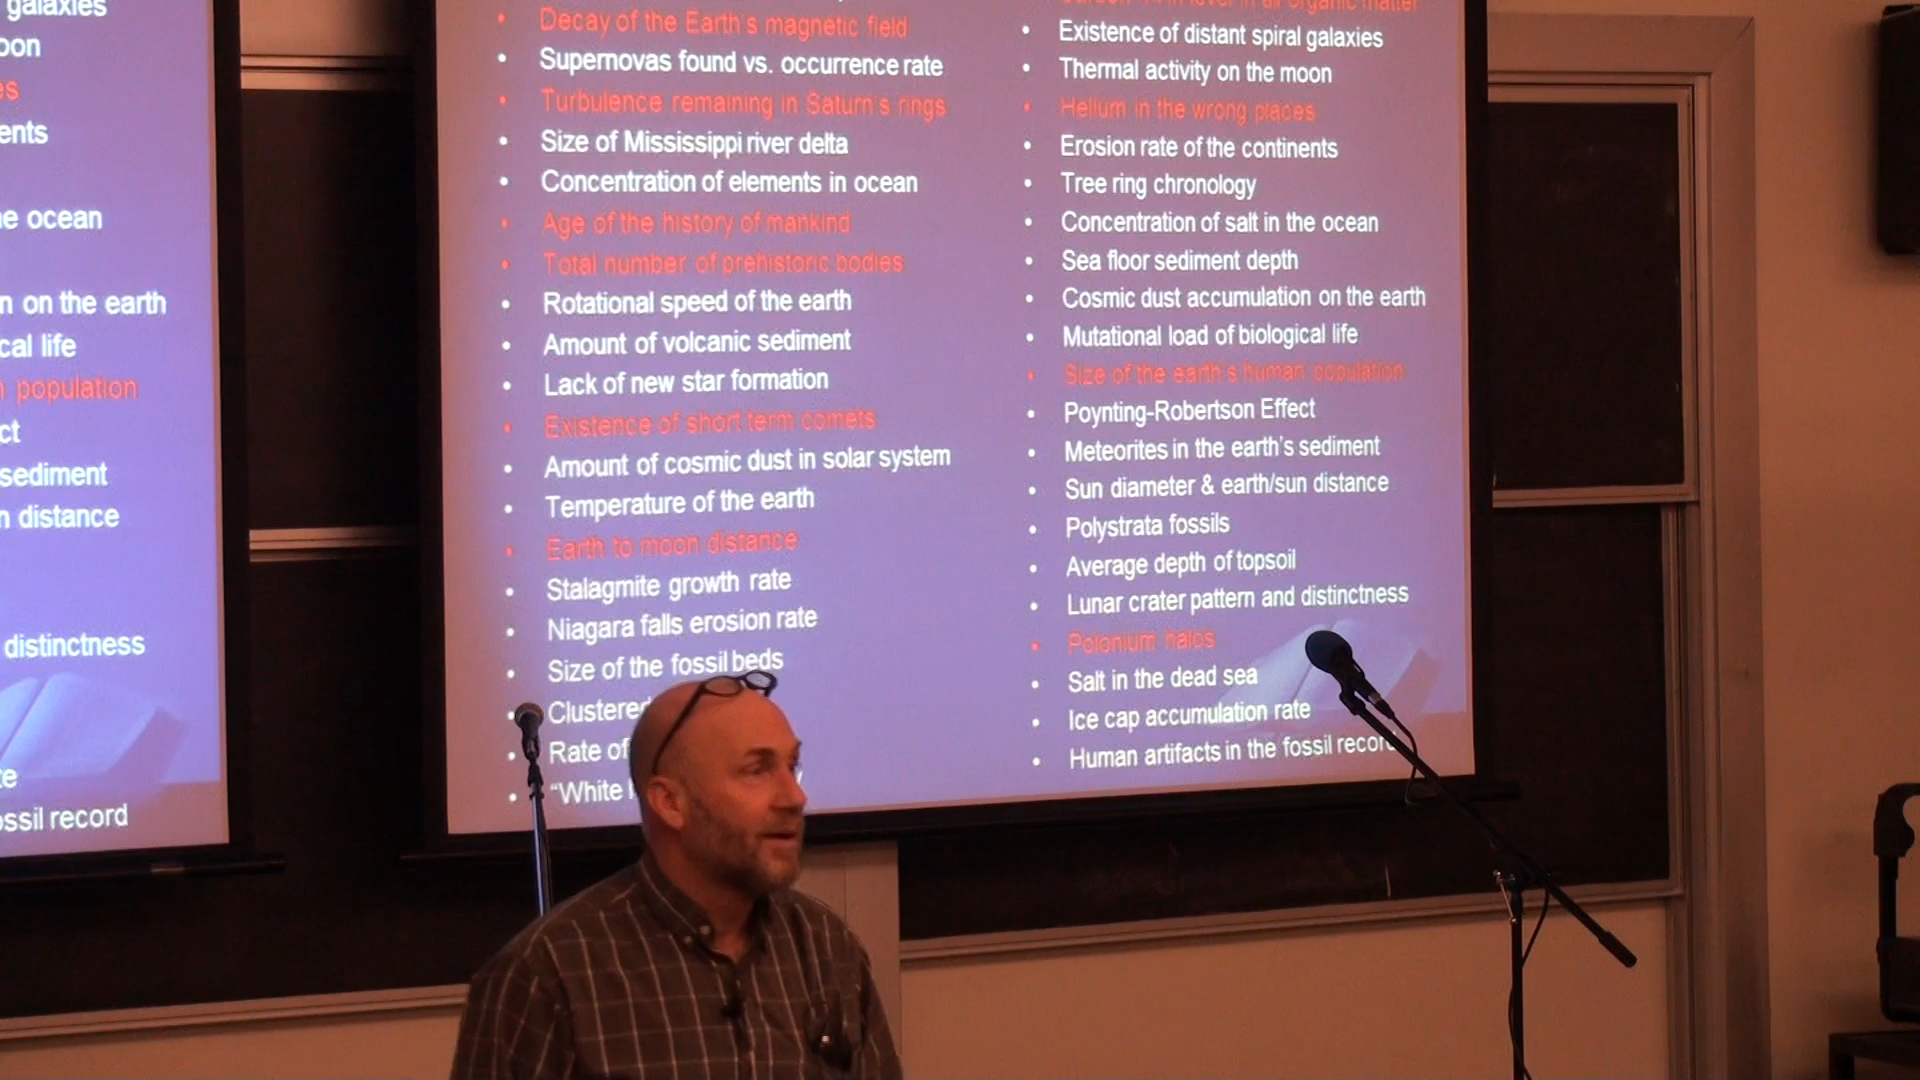 galaxies
oon
es
ents
e ocean
n on the earth
cal life
n population
ct
sediment
n distance
distinctness
te
ossil record
• Decay of the Earth's magnetic field
• Supernovas found vs. occurrence rate
• Turbulence remaining in Saturn's rings
• Size of Mississippi river delta
• Concentration of elements in ocean
• Age of the history of mankind
• Total number of prehistoric bodies
• Rotational speed of the earth
• Amount of volcanic sediment
• Lack of new star formation
• Existence of short term comets
• Amount of cosmic dust in solar system
• Temperature of the earth
• Earth to moon distance
• Stalagmite growth rate
• Niagara falls erosion rate
• Size of the fossil beds
• Clustered
• Rate of
• "White
Carbon-14 in level in all organic matter
• Existence of distant spiral galaxies
• Thermal activity on the moon
• Helium in the wrong places
• Erosion rate of the continents
• Tree ring chronology
• Concentration of salt in the ocean
• Sea floor sediment depth
• Cosmic dust accumulation on the earth
• Mutational load of biological life
• Size of the earth's human population
• Poynting-Robertson Effect
• Meteorites in the earth's sediment
• Sun diameter & earth/sun distance
• Polystrata fossils
• Average depth of topsoil
• Lunar crater pattern and distinctness
• Polonium halos
• Salt in the dead sea
• Ice cap accumulation rate
• Human artifacts in the fossil record